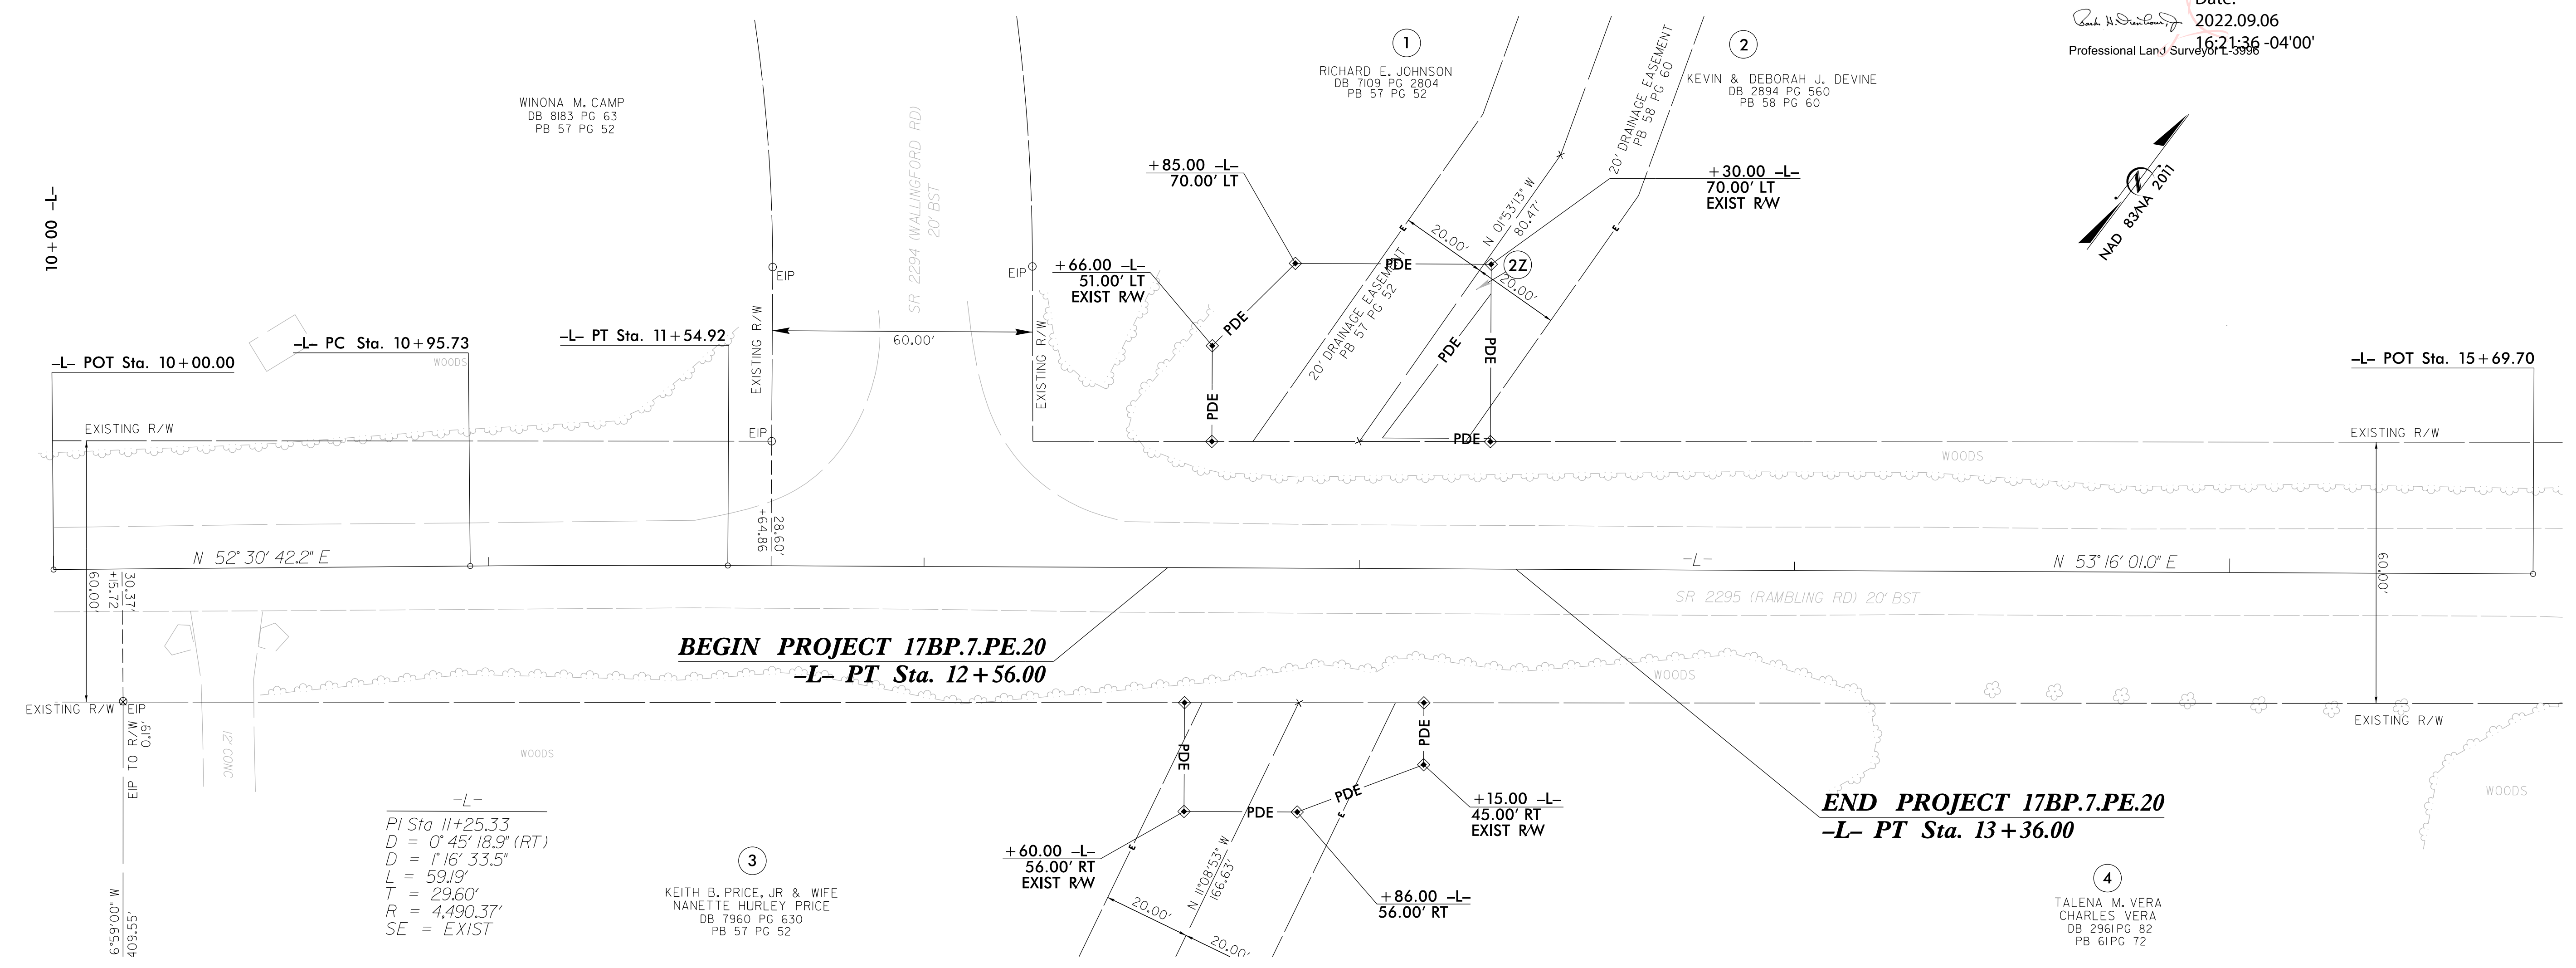 Date:
2022.09.06
16:21:36 -04'00'
Professional Land Surveyor L-3996
1
RICHARD E. JOHNSON
DB 7109 PG 2804
PB 57 PG 52
2
KEVIN & DEBORAH J. DEVINE
DB 2894 PG 560
PB 58 PG 60
WINONA M. CAMP
DB 8183 PG 63
PB 57 PG 52
SR 2294 (WALLINGFORD RD)
20' BST
20' DRAINAGE EASEMENT
PB 58 PG 60
NAD 83/NA 2011
10+00 -L-
+85.00 -L-
70.00' LT
+30.00 -L-
70.00' LT
EXIST R/W
N 01°53'13" W
80.47'
E
E
20.00'
20.00'
2Z
PDE
+66.00 -L-
51.00' LT
EXIST R/W
EIP
EIP
EXISTING R/W
60.00'
EXISTING R/W
PDE
20' DRAINAGE EASEMENT
PB 57 PG 52
PDE
PDE
PDE
PDE
-L- POT Sta. 10+00.00
-L- PC Sta. 10+95.73
WOODS
-L- PT Sta. 11+54.92
-L- POT Sta. 15+69.70
EXISTING R/W
EIP
EXISTING R/W
WOODS
28.60'
+64.86
N 52° 30' 42.2" E
-L-
N 53° 16' 01.0" E
60.00'
30.37'
+15.72
60.00'
SR 2295 (RAMBLING RD) 20' BST
BEGIN PROJECT 17BP.7.PE.20
-L- PT Sta. 12+56.00
WOODS
EXISTING R/W
EIP
EXISTING R/W
0.19'
EIP TO R/W
12' CONC
WOODS
PDE
PDE
PDE
PDE
E
E
WOODS
END PROJECT 17BP.7.PE.20
-L- PT Sta. 13+36.00
+15.00 -L-
45.00' RT
EXIST R/W
+60.00 -L-
56.00' RT
EXIST R/W
+86.00 -L-
56.00' RT
N 11°08'53" W
166.63'
20.00'
20.00'
-L-
PI Sta 11+25.33
D = 0° 45' 18.9" (RT)
D = 1° 16' 33.5"
L = 59.19'
T = 29.60'
R = 4,490.37'
SE = EXIST
3
KEITH B. PRICE, JR & WIFE
NANETTE HURLEY PRICE
DB 7960 PG 630
PB 57 PG 52
4
TALENA M. VERA
CHARLES VERA
DB 2961 PG 82
PB 61 PG 72
6°59'00" W
409.55'